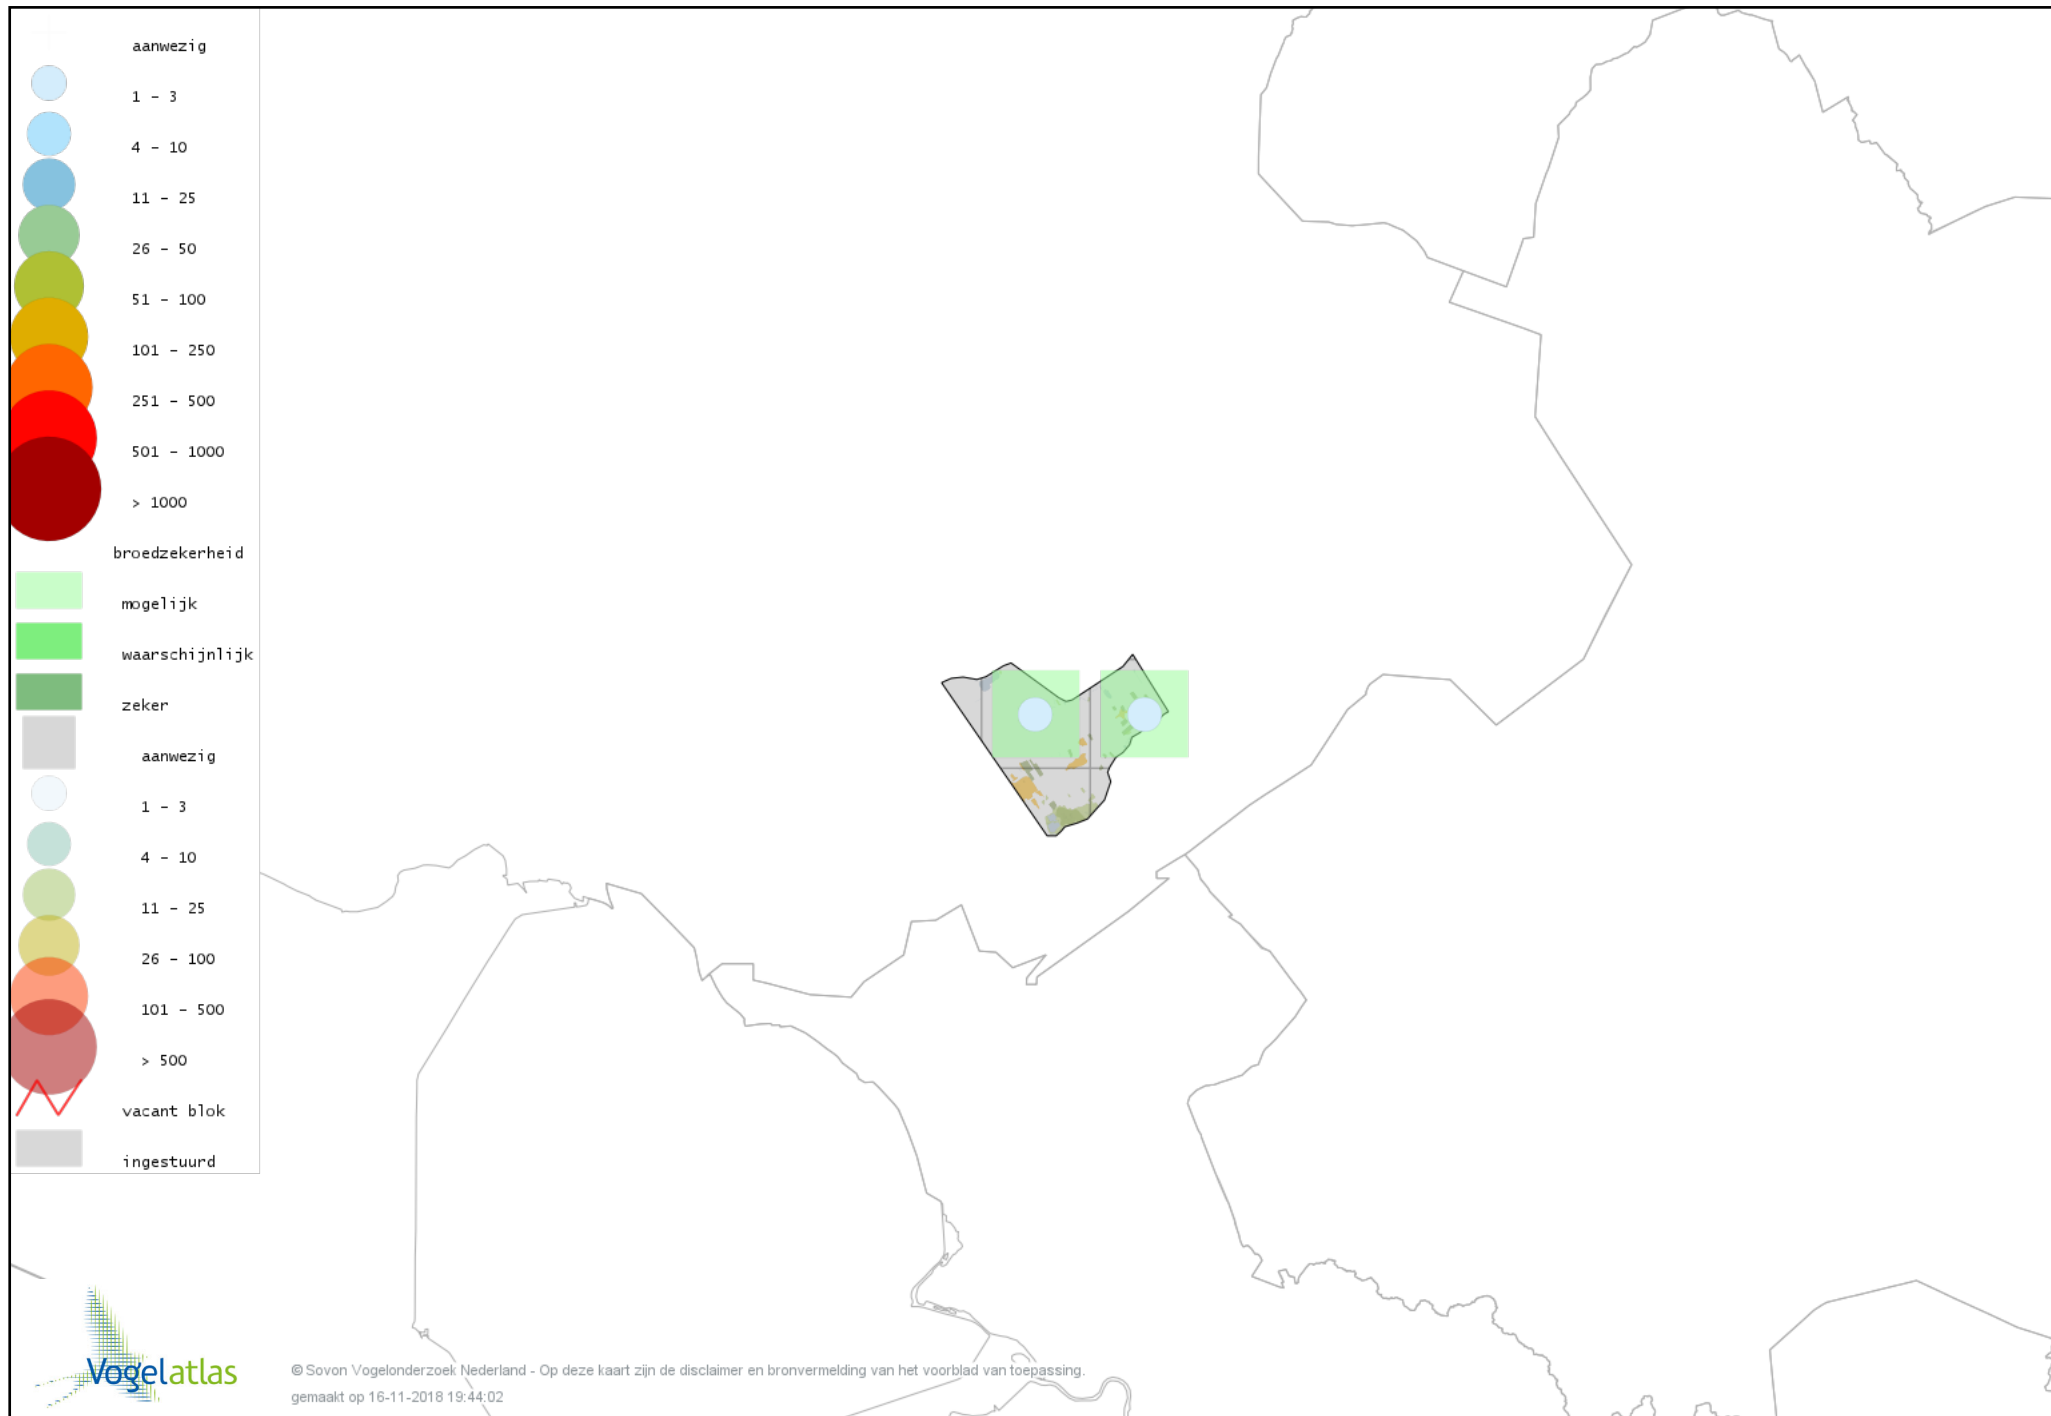 aanwezig
1 - 3
4 - 10
11 - 25
26 - 50
51 - 100
101 - 250
251 - 500
501 - 1000
> 1000
broedzekerheid
mogelijk
waarschijnlijk
zeker
aanwezig
1 - 3
4 - 10
11 - 25
26 - 100
101 - 500
> 500
vacant blok
ingestuurd
Vogelatlas
© Sovon Vogelonderzoek Nederland - Op deze kaart zijn de disclaimer en bronvermelding van het voorblad van toepassing.
gemaakt op 16-11-2018 19:44:02